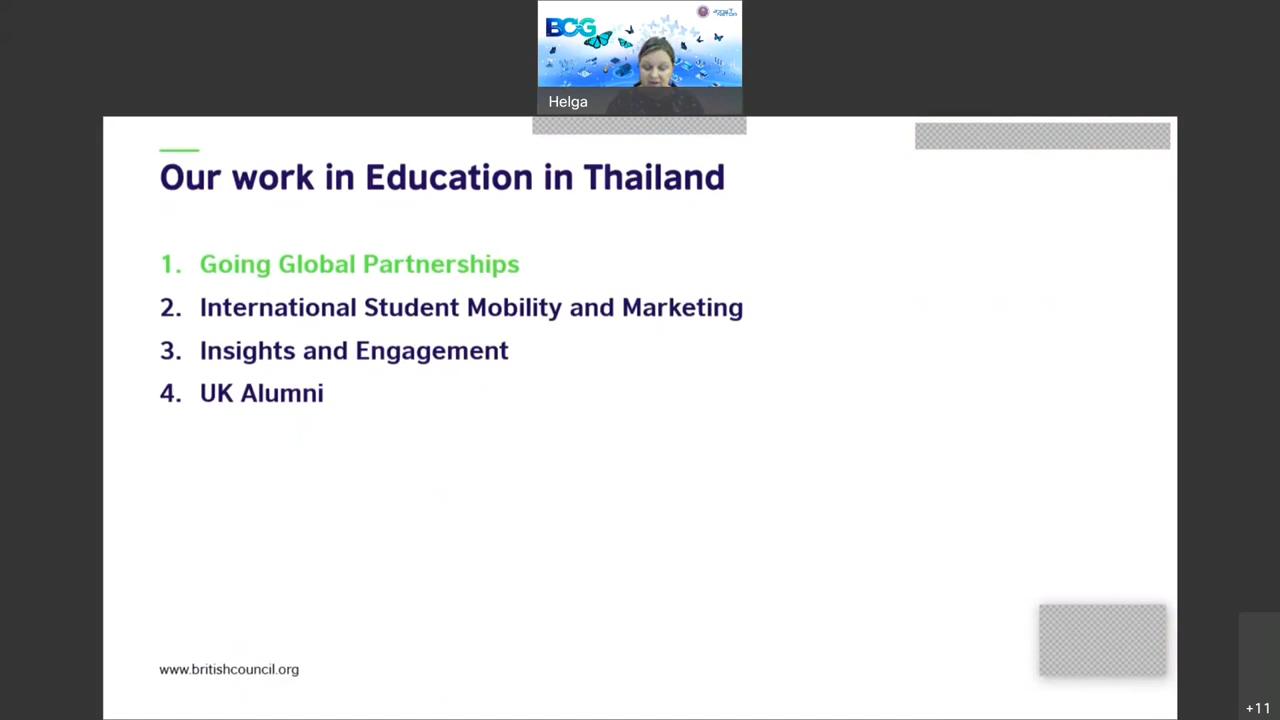 BCG
Helga
Our work in Education in Thailand
1. Going Global Partnerships
2. International Student Mobility and Marketing
3. Insights and Engagement
4. UK Alumni
www.britishcouncil.org
+11